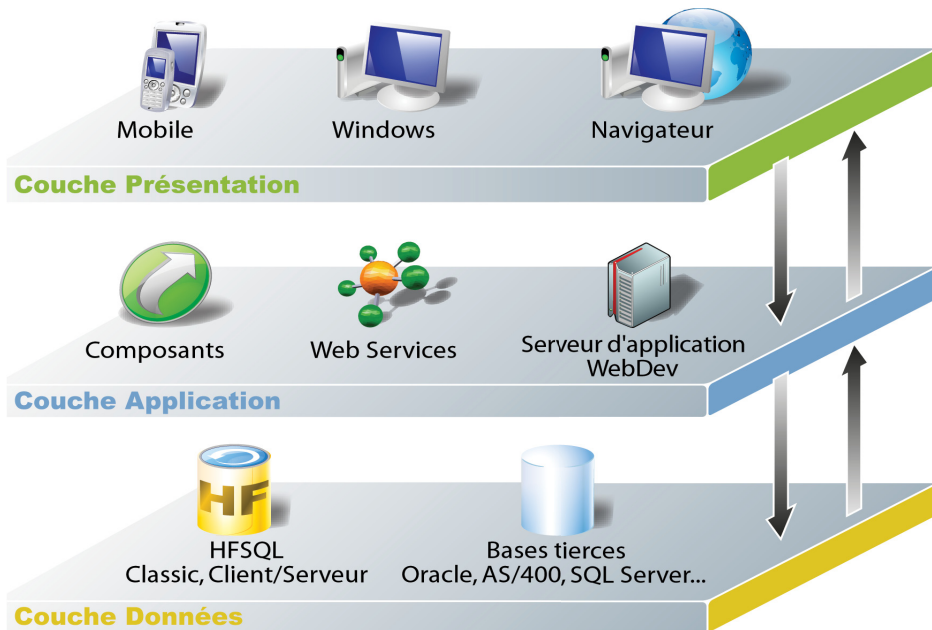 Mobile
Windows
Navigateur
Couche Présentation
Composants
Web Services
Serveur d'application
WebDev
Couche Application
HF
HFSQL
Classic, Client/Serveur
Bases tierces
Oracle, AS/400, SQL Server...
Couche Données